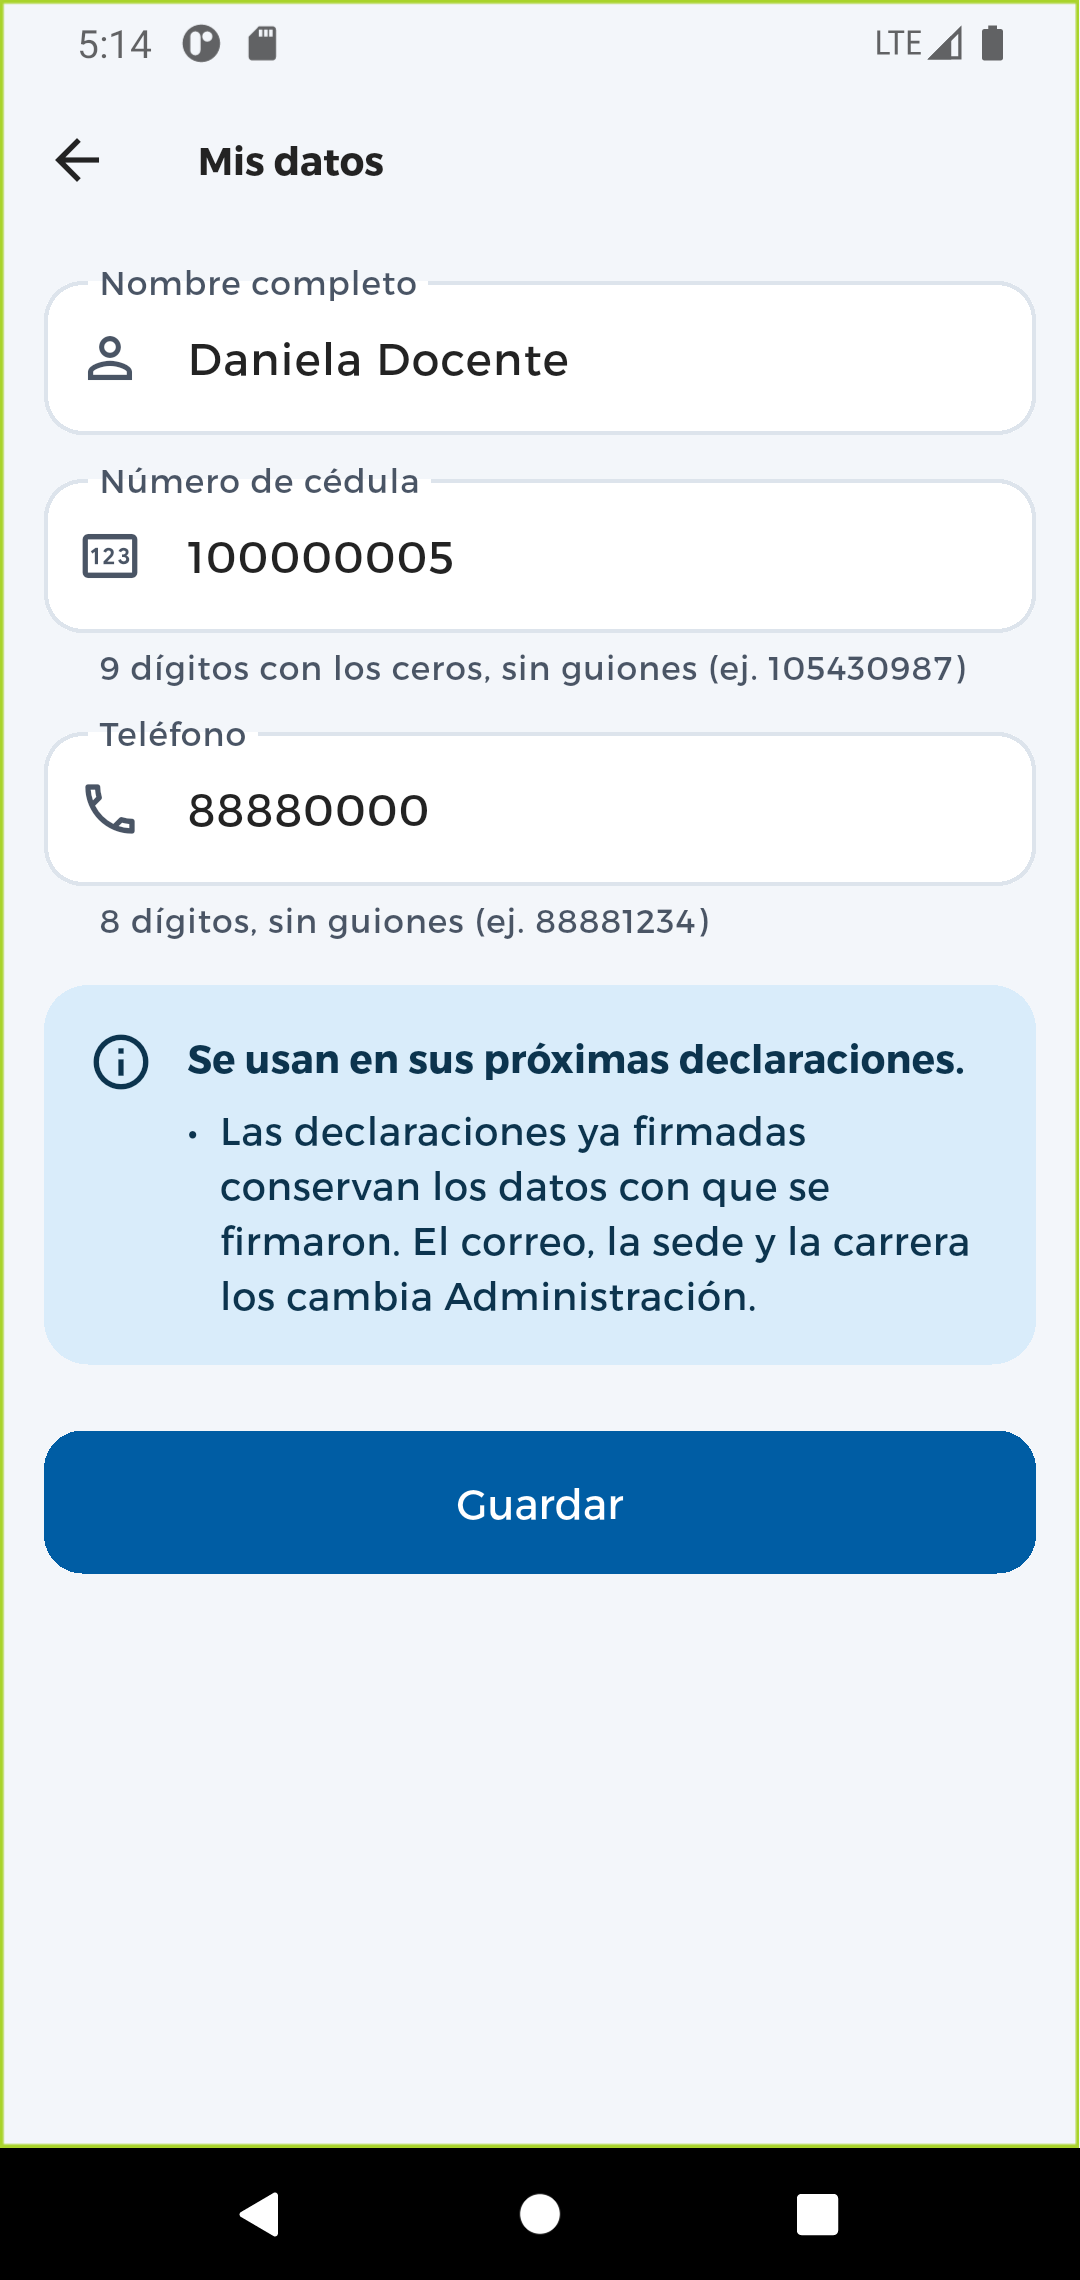 5:14
LTE
Mis datos
Nombre completo
Daniela Docente
Número de cédula
123
100000005
9 dígitos con los ceros, sin guiones (ej. 105430987)
Teléfono
88880000
8 dígitos, sin guiones (ej. 88881234)
Se usan en sus próximas declaraciones.
• Las declaraciones ya firmadas
conservan los datos con que se
firmaron. El correo, la sede y la carrera
los cambia Administración.
Guardar